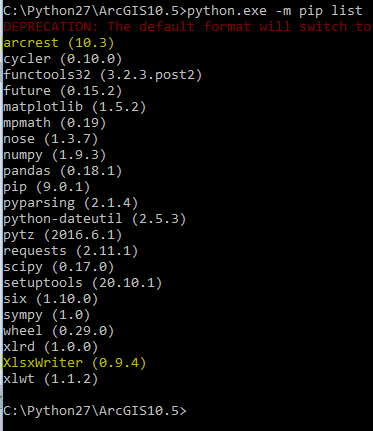 C:\Python27\ArcGIS10.5>python.exe -m pip list
DEPRECATION: The default format will switch to
arcrest (10.3)
cycler (0.10.0)
functools32 (3.2.3.post2)
future (0.15.2)
matplotlib (1.5.2)
mpmath (0.19)
nose (1.3.7)
numpy (1.9.3)
pandas (0.18.1)
pip (9.0.1)
pyparsing (2.1.4)
python-dateutil (2.5.3)
pytz (2016.6.1)
requests (2.11.1)
scipy (0.17.0)
setuptools (20.10.1)
six (1.10.0)
sympy (1.0)
wheel (0.29.0)
xlrd (1.0.0)
XlsxWriter (0.9.4)
xlwt (1.1.2)
C:\Python27\ArcGIS10.5>